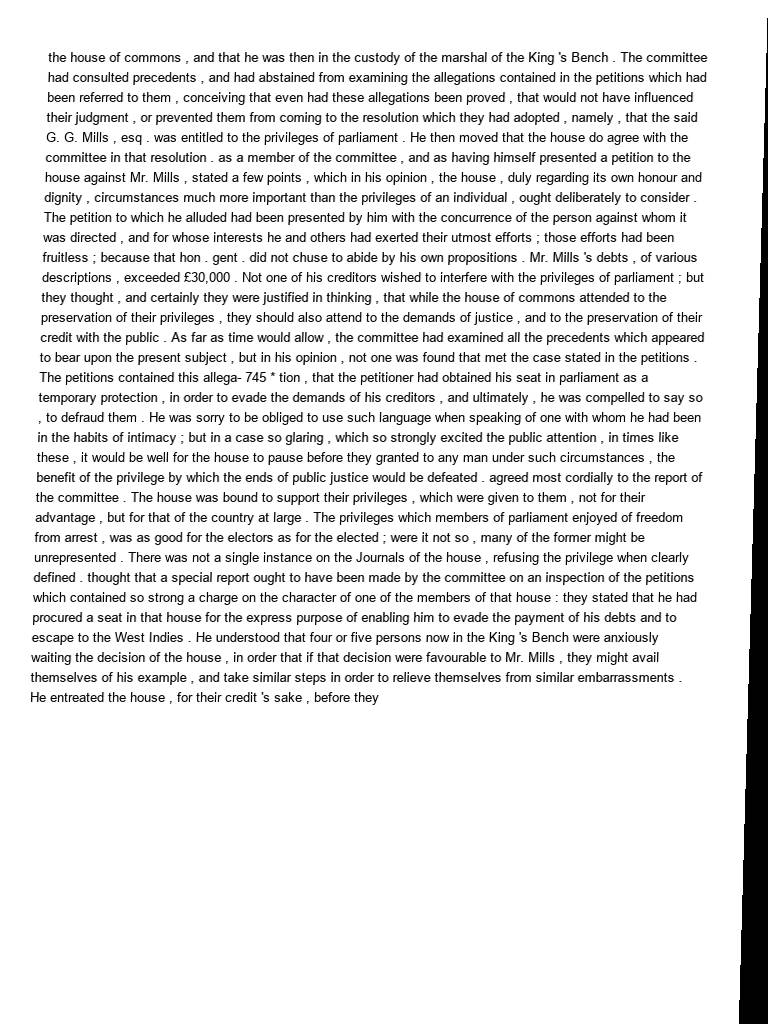 the house of commons , and that he was then in the custody of the marshal of the King 's Bench . The committee
had consulted precedents , and had abstained from examining the allegations contained in the petitions which had
been referred to them , conceiving that even had these allegations been proved , that would not have influenced
their judgment , or prevented them from coming to the resolution which they had adopted , namely , that the said
G. G. Mills , esq . was entitled to the privileges of parliament . He then moved that the house do agree with the
committee in that resolution . as a member of the committee , and as having himself presented a petition to the
house against Mr. Mills , stated a few points , which in his opinion , the house , duly regarding its own honour and
dignity , circumstances much more important than the privileges of an individual , ought deliberately to consider .
The petition to which he alluded had been presented by him with the concurrence of the person against whom it
was directed , and for whose interests he and others had exerted their utmost efforts ; those efforts had been
fruitless ; because that hon . gent . did not chuse to abide by his own propositions . Mr. Mills 's debts , of various
descriptions , exceeded £30,000 . Not one of his creditors wished to interfere with the privileges of parliament ; but
they thought , and certainly they were justified in thinking , that while the house of commons attended to the
preservation of their privileges , they should also attend to the demands of justice , and to the preservation of their
credit with the public . As far as time would allow , the committee had examined all the precedents which appeared
to bear upon the present subject , but in his opinion , not one was found that met the case stated in the petitions .
The petitions contained this allega- 745 * tion , that the petitioner had obtained his seat in parliament as a
temporary protection , in order to evade the demands of his creditors , and ultimately , he was compelled to say so
, to defraud them . He was sorry to be obliged to use such language when speaking of one with whom he had been
in the habits of intimacy ; but in a case so glaring , which so strongly excited the public attention , in times like
these , it would be well for the house to pause before they granted to any man under such circumstances , the
benefit of the privilege by which the ends of public justice would be defeated . agreed most cordially to the report of
the committee . The house was bound to support their privileges , which were given to them , not for their
advantage , but for that of the country at large . The privileges which members of parliament enjoyed of freedom
from arrest , was as good for the electors as for the elected ; were it not so , many of the former might be
unrepresented . There was not a single instance on the Journals of the house , refusing the privilege when clearly
defined . thought that a special report ought to have been made by the committee on an inspection of the petitions
which contained so strong a charge on the character of one of the members of that house : they stated that he had
procured a seat in that house for the express purpose of enabling him to evade the payment of his debts and to
escape to the West Indies . He understood that four or five persons now in the King 's Bench were anxiously
waiting the decision of the house , in order that if that decision were favourable to Mr. Mills , they might avail
themselves of his example , and take similar steps in order to relieve themselves from similar embarrassments .
He entreated the house , for their credit 's sake , before they